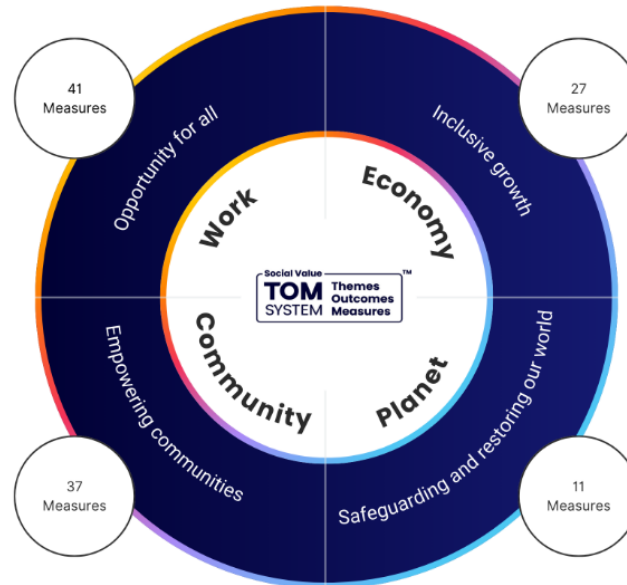 41
Measures
27
Measures
Opportunity for all
Inclusive growth
Work
Economy
Social Value
TOM
SYSTEM
Themes
Outcomes
Measures
™
Community
Planet
Empowering communities
Safeguarding and restoring our world
37
Measures
11
Measures